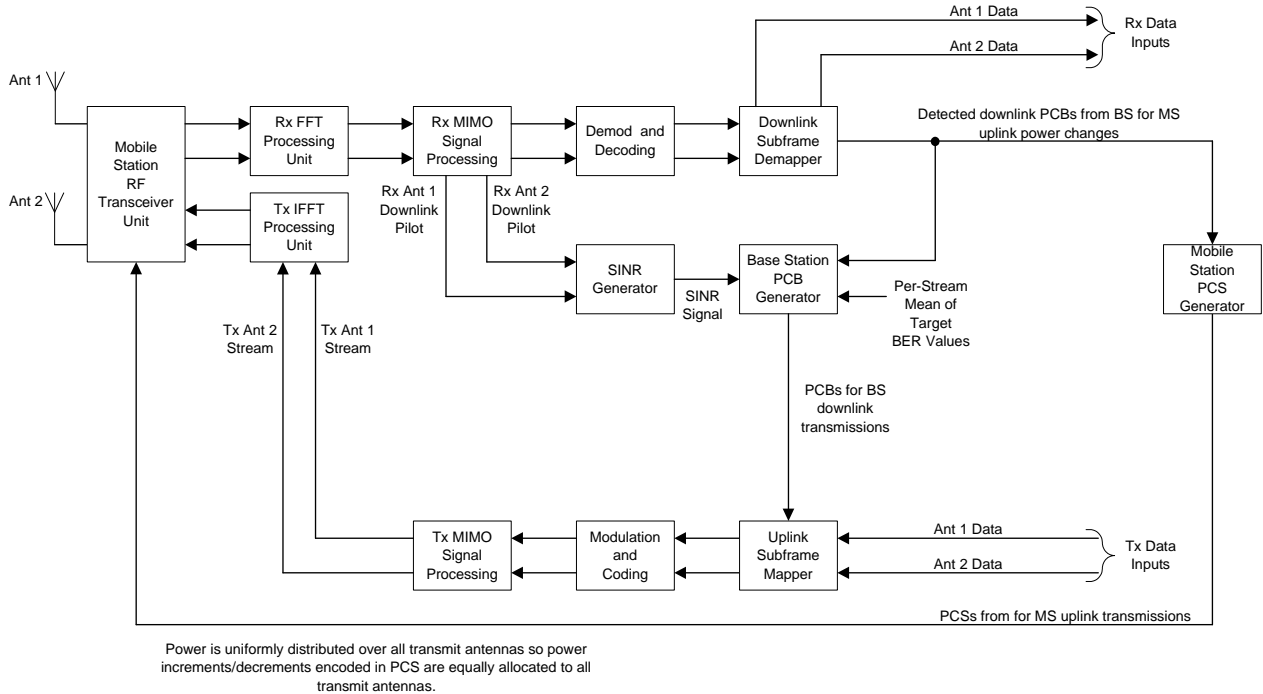 Ant 1 Data
Rx Data
Inputs
Ant 2 Data
Ant 1
Mobile
Station
RF
Transceiver
Unit
Rx FFT
Processing
Unit
Rx MIMO
Signal
Processing
Demod and
Decoding
Downlink
Subframe
Demapper
Detected downlink PCBs from BS for MS
uplink power changes
Ant 2
Tx IFFT
Processing
Unit
Rx Ant 1
Downlink
Pilot
Rx Ant 2
Downlink
Pilot
SINR
Generator
SINR
Signal
Base Station
PCB
Generator
Per-Stream
Mean of
Target
BER Values
Mobile
Station
PCS
Generator
Tx Ant 2
Stream
Tx Ant 1
Stream
PCBs for BS
downlink
transmissions
Tx MIMO
Signal
Processing
Modulation
and
Coding
Uplink
Subframe
Mapper
Ant 1 Data
Ant 2 Data
Tx Data
Inputs
PCSs from for MS uplink transmissions
Power is uniformly distributed over all transmit antennas so power
increments/decrements encoded in PCS are equally allocated to all
transmit antennas.